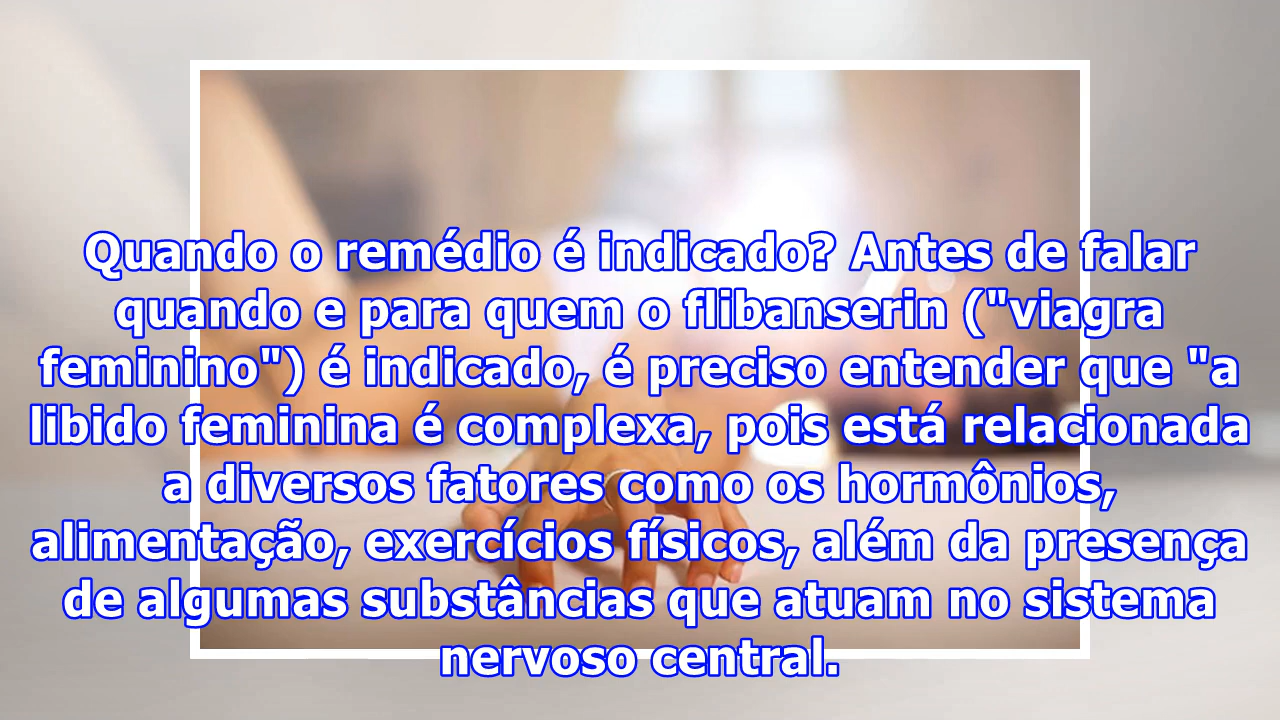 Quando o remédio é indicado? Antes de falar
quando e para quem o flibanserin ("viagra
feminino") é indicado, é preciso entender que "a
libido feminina é complexa, pois está relacionada
a diversos fatores como os hormônios,
alimentação, exercícios físicos, além da presença
de algumas substâncias que atuam no sistema
nervoso central.